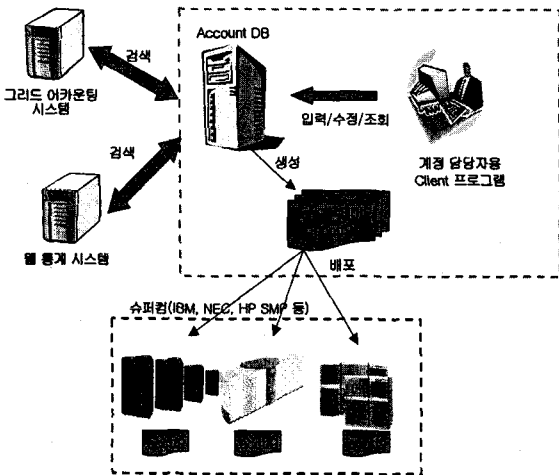 Account DB
검색
그리드 어카운팅
시스템
입력/수정/조회
계정 담당자용
Client 프로그램
검색
생성
웹 통계 시스템
배포
슈퍼컴(IBM, NEC, HP SMP 등)